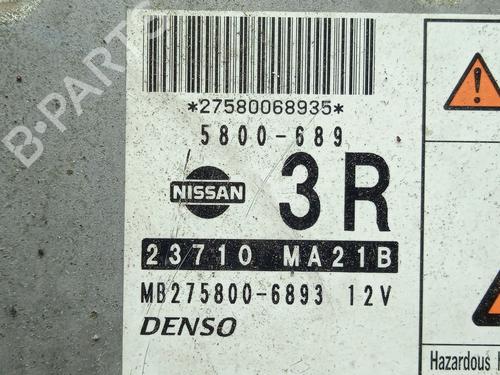 *27580068935*
5800-689
NISSAN
3R
23710 MA21B
MB275800-6893 12V
DENSO
Hazardous
B-PARTS